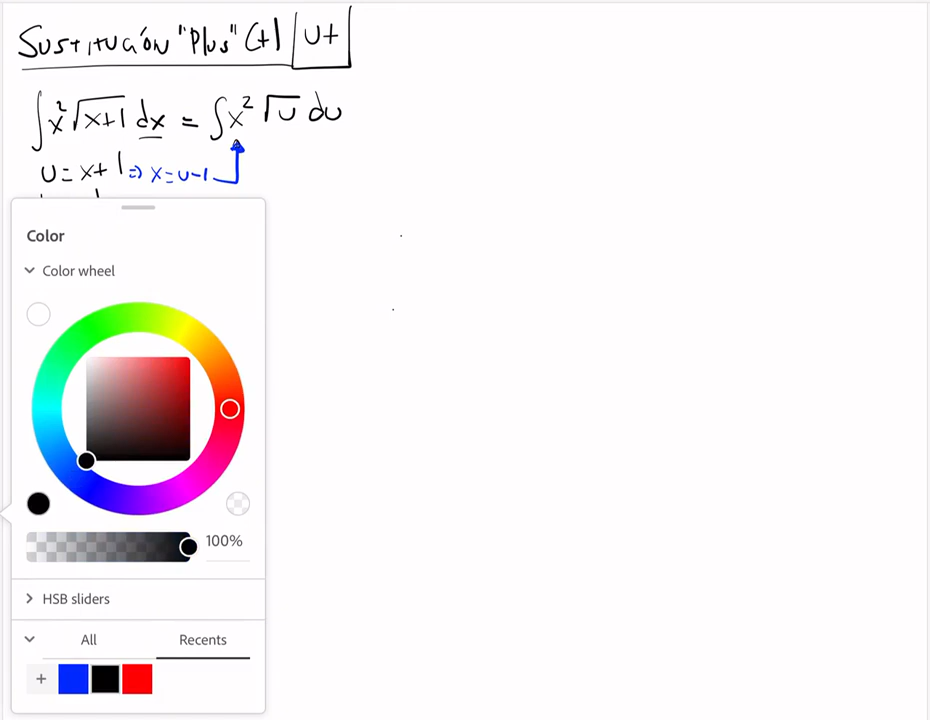 Sustitución "Plus" (+) | U+
∫x²√x+1 dx = ∫x² √u du
u = x+1 ⇒ x = u-1
Color
Color wheel
100%
HSB sliders
All Recents
+